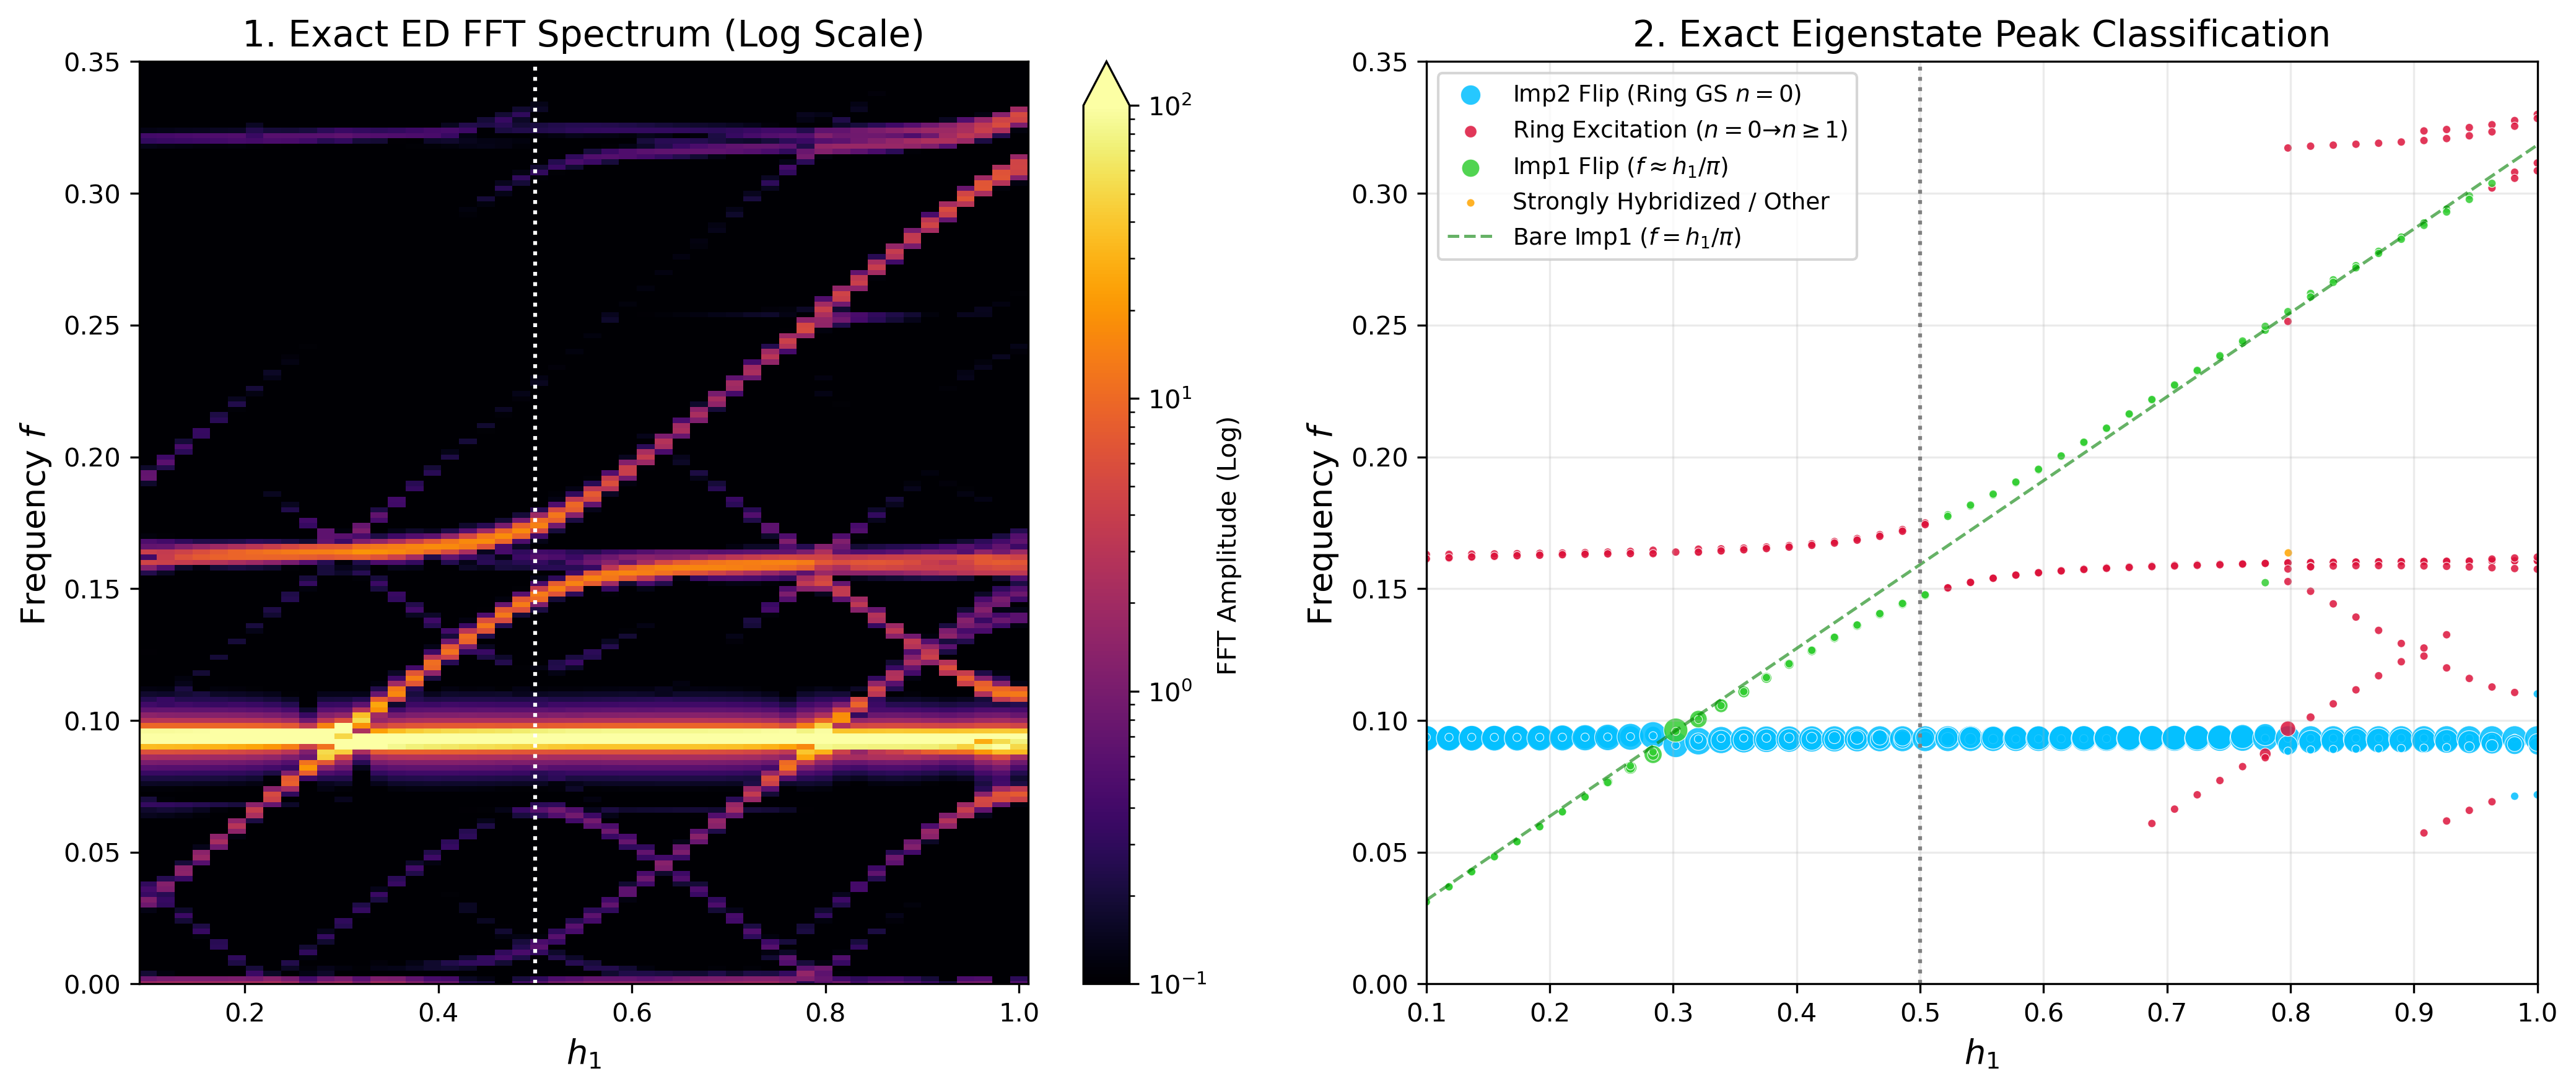 1. Exact ED FFT Spectrum (Log Scale)
0.35
0.30
0.25
0.20
0.15
0.10
0.05
0.00
Frequency f
0.2
0.4
0.6
0.8
1.0
h₁
10²
10¹
10⁰
10⁻¹
FFT Amplitude (Log)
2. Exact Eigenstate Peak Classification
Imp2 Flip (Ring GS n = 0)
Ring Excitation (n = 0→n ≥ 1)
Imp1 Flip (f ≈ h₁/π)
Strongly Hybridized / Other
Bare Imp1 (f = h₁/π)
0.35
0.30
0.25
0.20
0.15
0.10
0.05
0.00
Frequency f
0.1
0.2
0.3
0.4
0.5
0.6
0.7
0.8
0.9
1.0
h₁